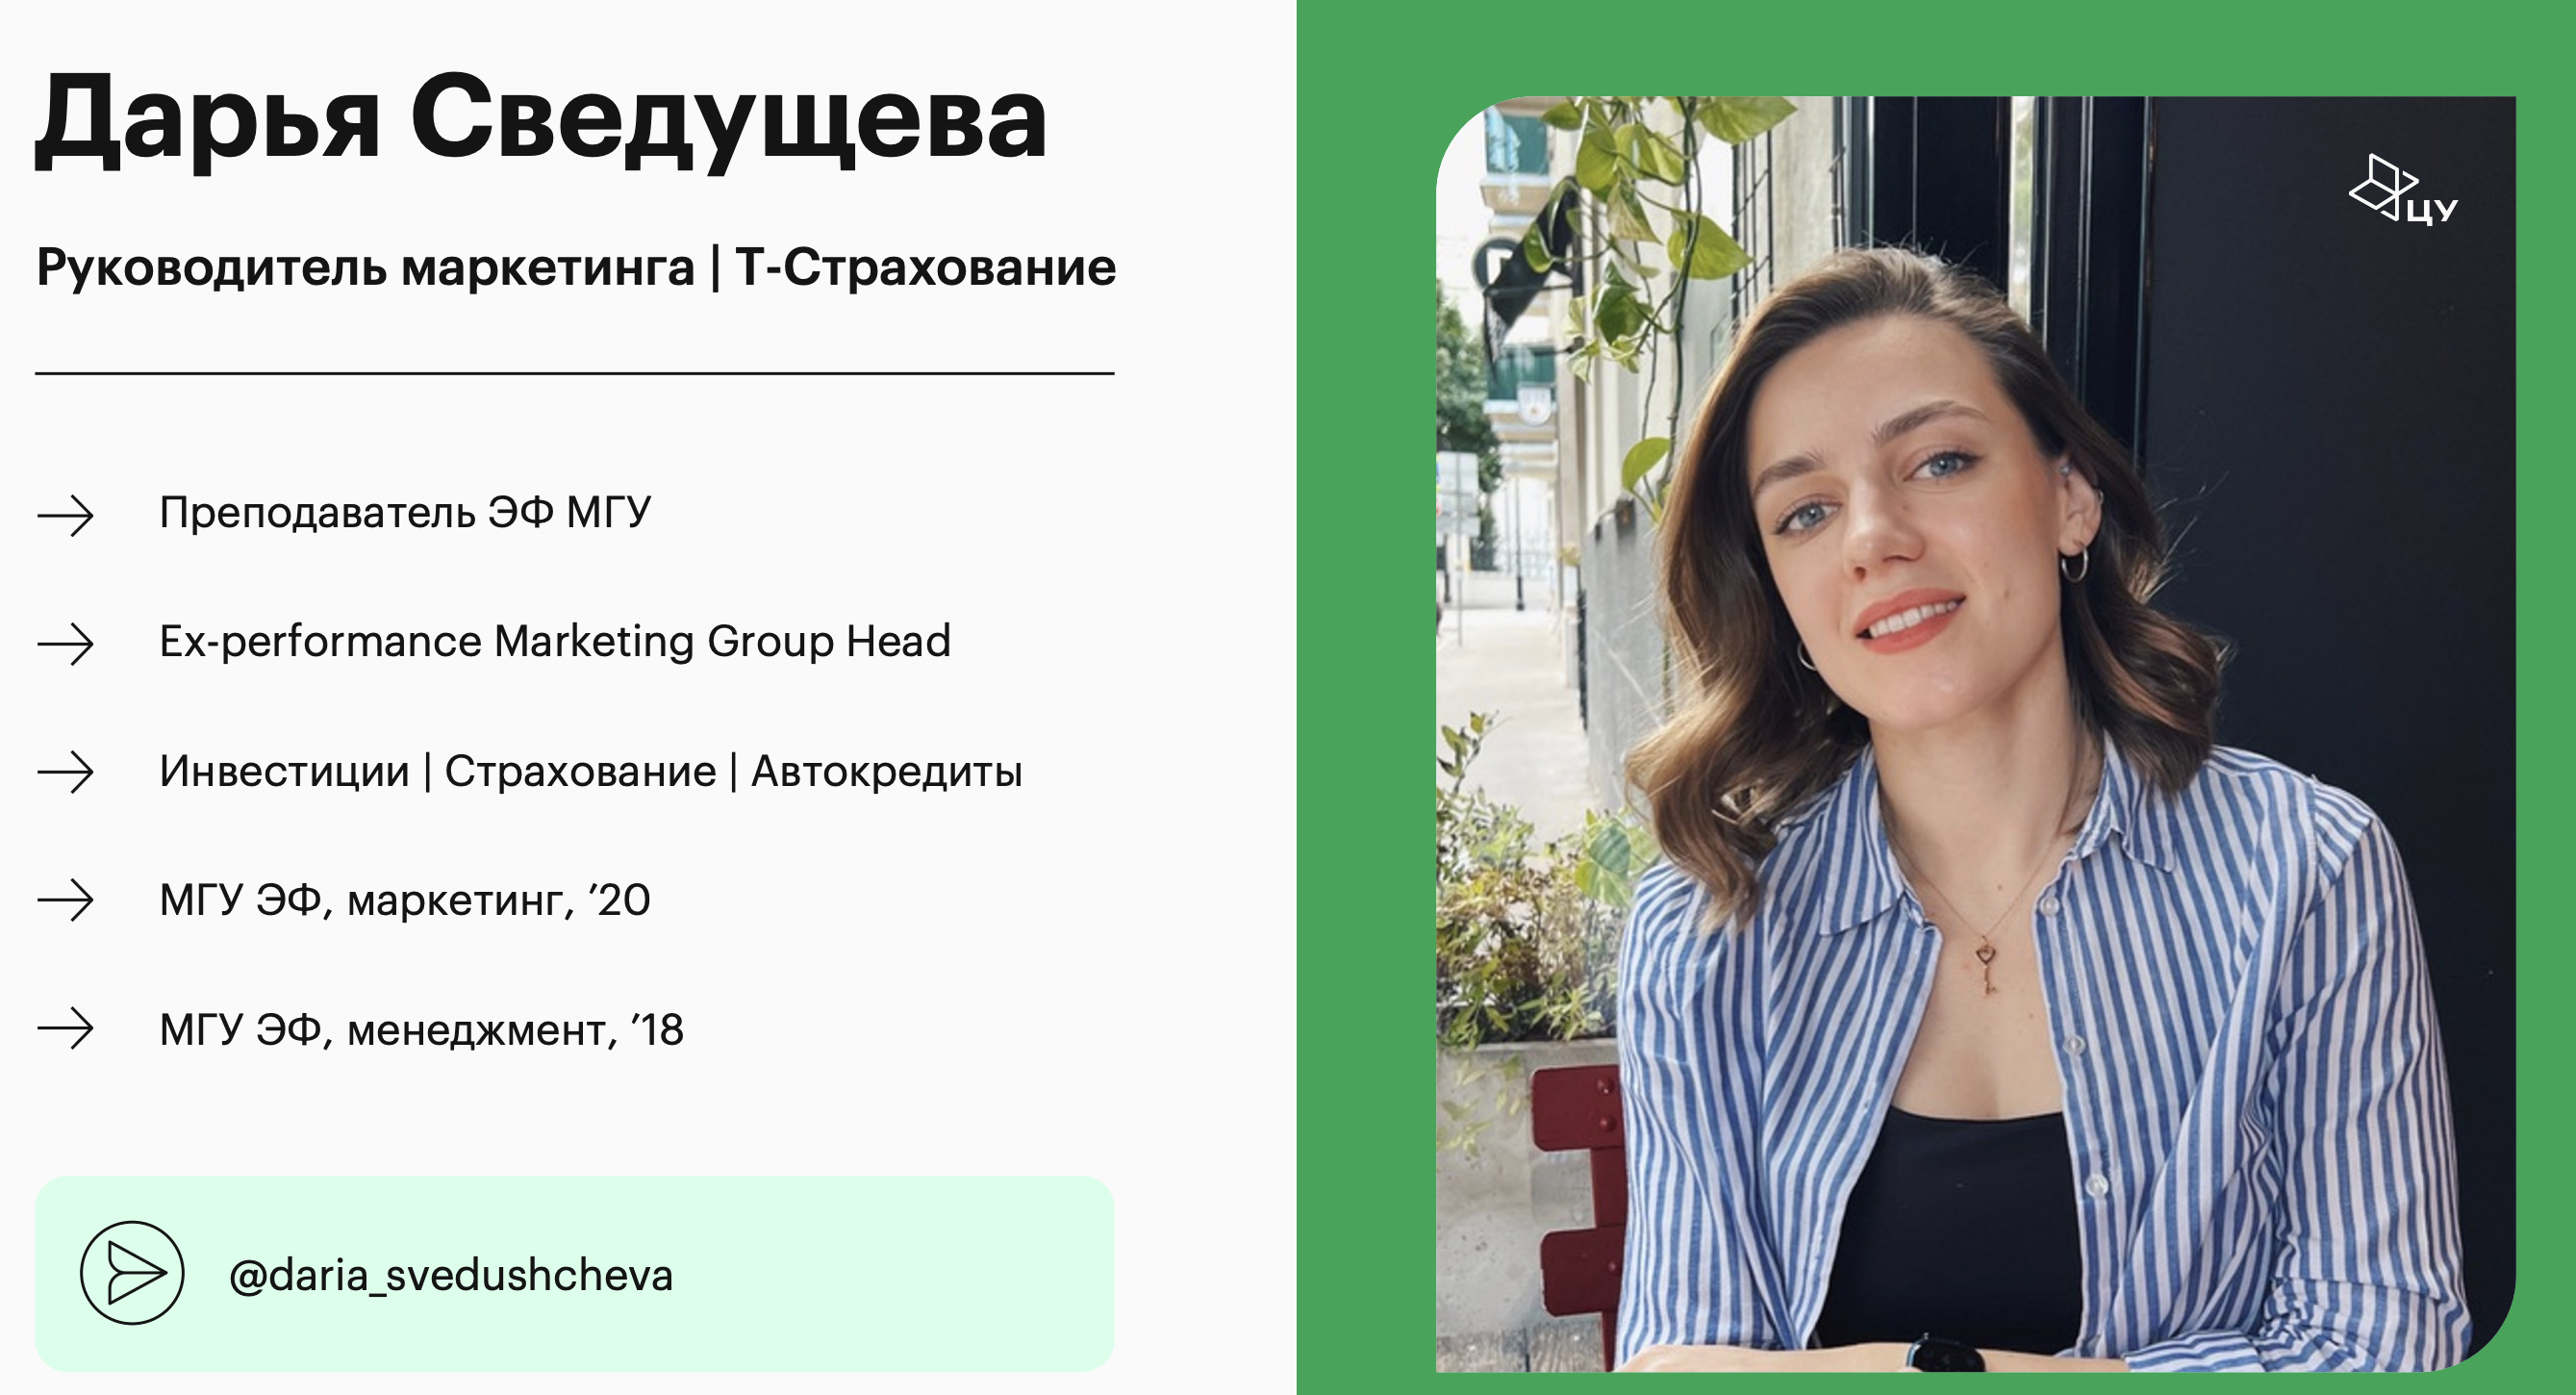 Дарья Сведущева
Руководитель маркетинга | Т-Страхование
Преподаватель ЭФ МГУ
Ex-performance Marketing Group Head
Инвестиции | Страхование | Автокредиты
МГУ ЭФ, маркетинг, ’20
МГУ ЭФ, менеджмент, ’18
@daria_svedushcheva
ЦУ